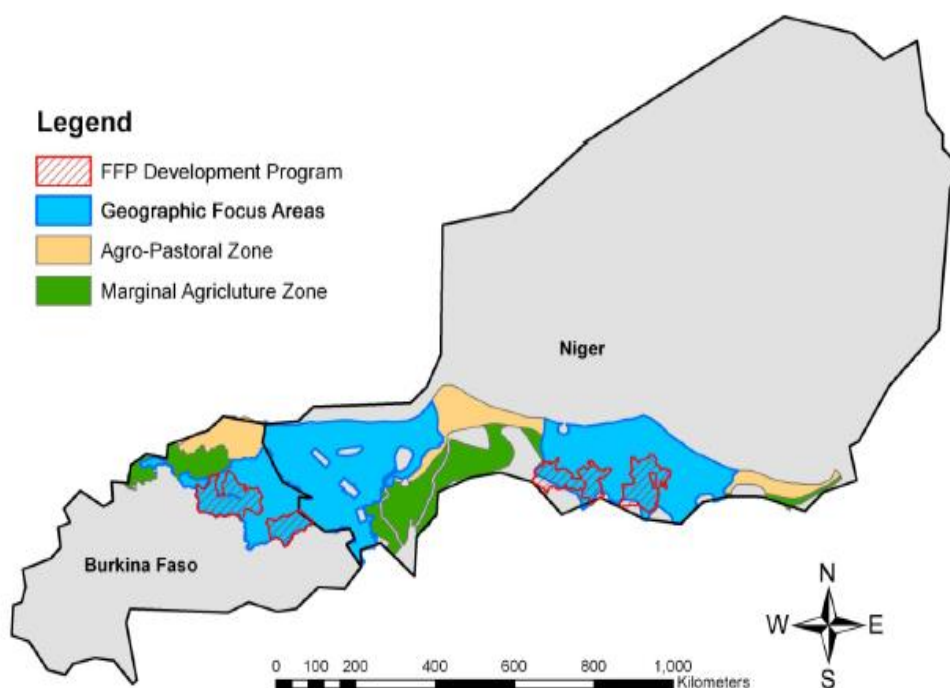 Legend
FFP Development Program
Geographic Focus Areas
Agro-Pastoral Zone
Marginal Agricluture Zone
Niger
Burkina Faso
N
W E
S
0 100 200 400 600 800 1,000
Kilometers